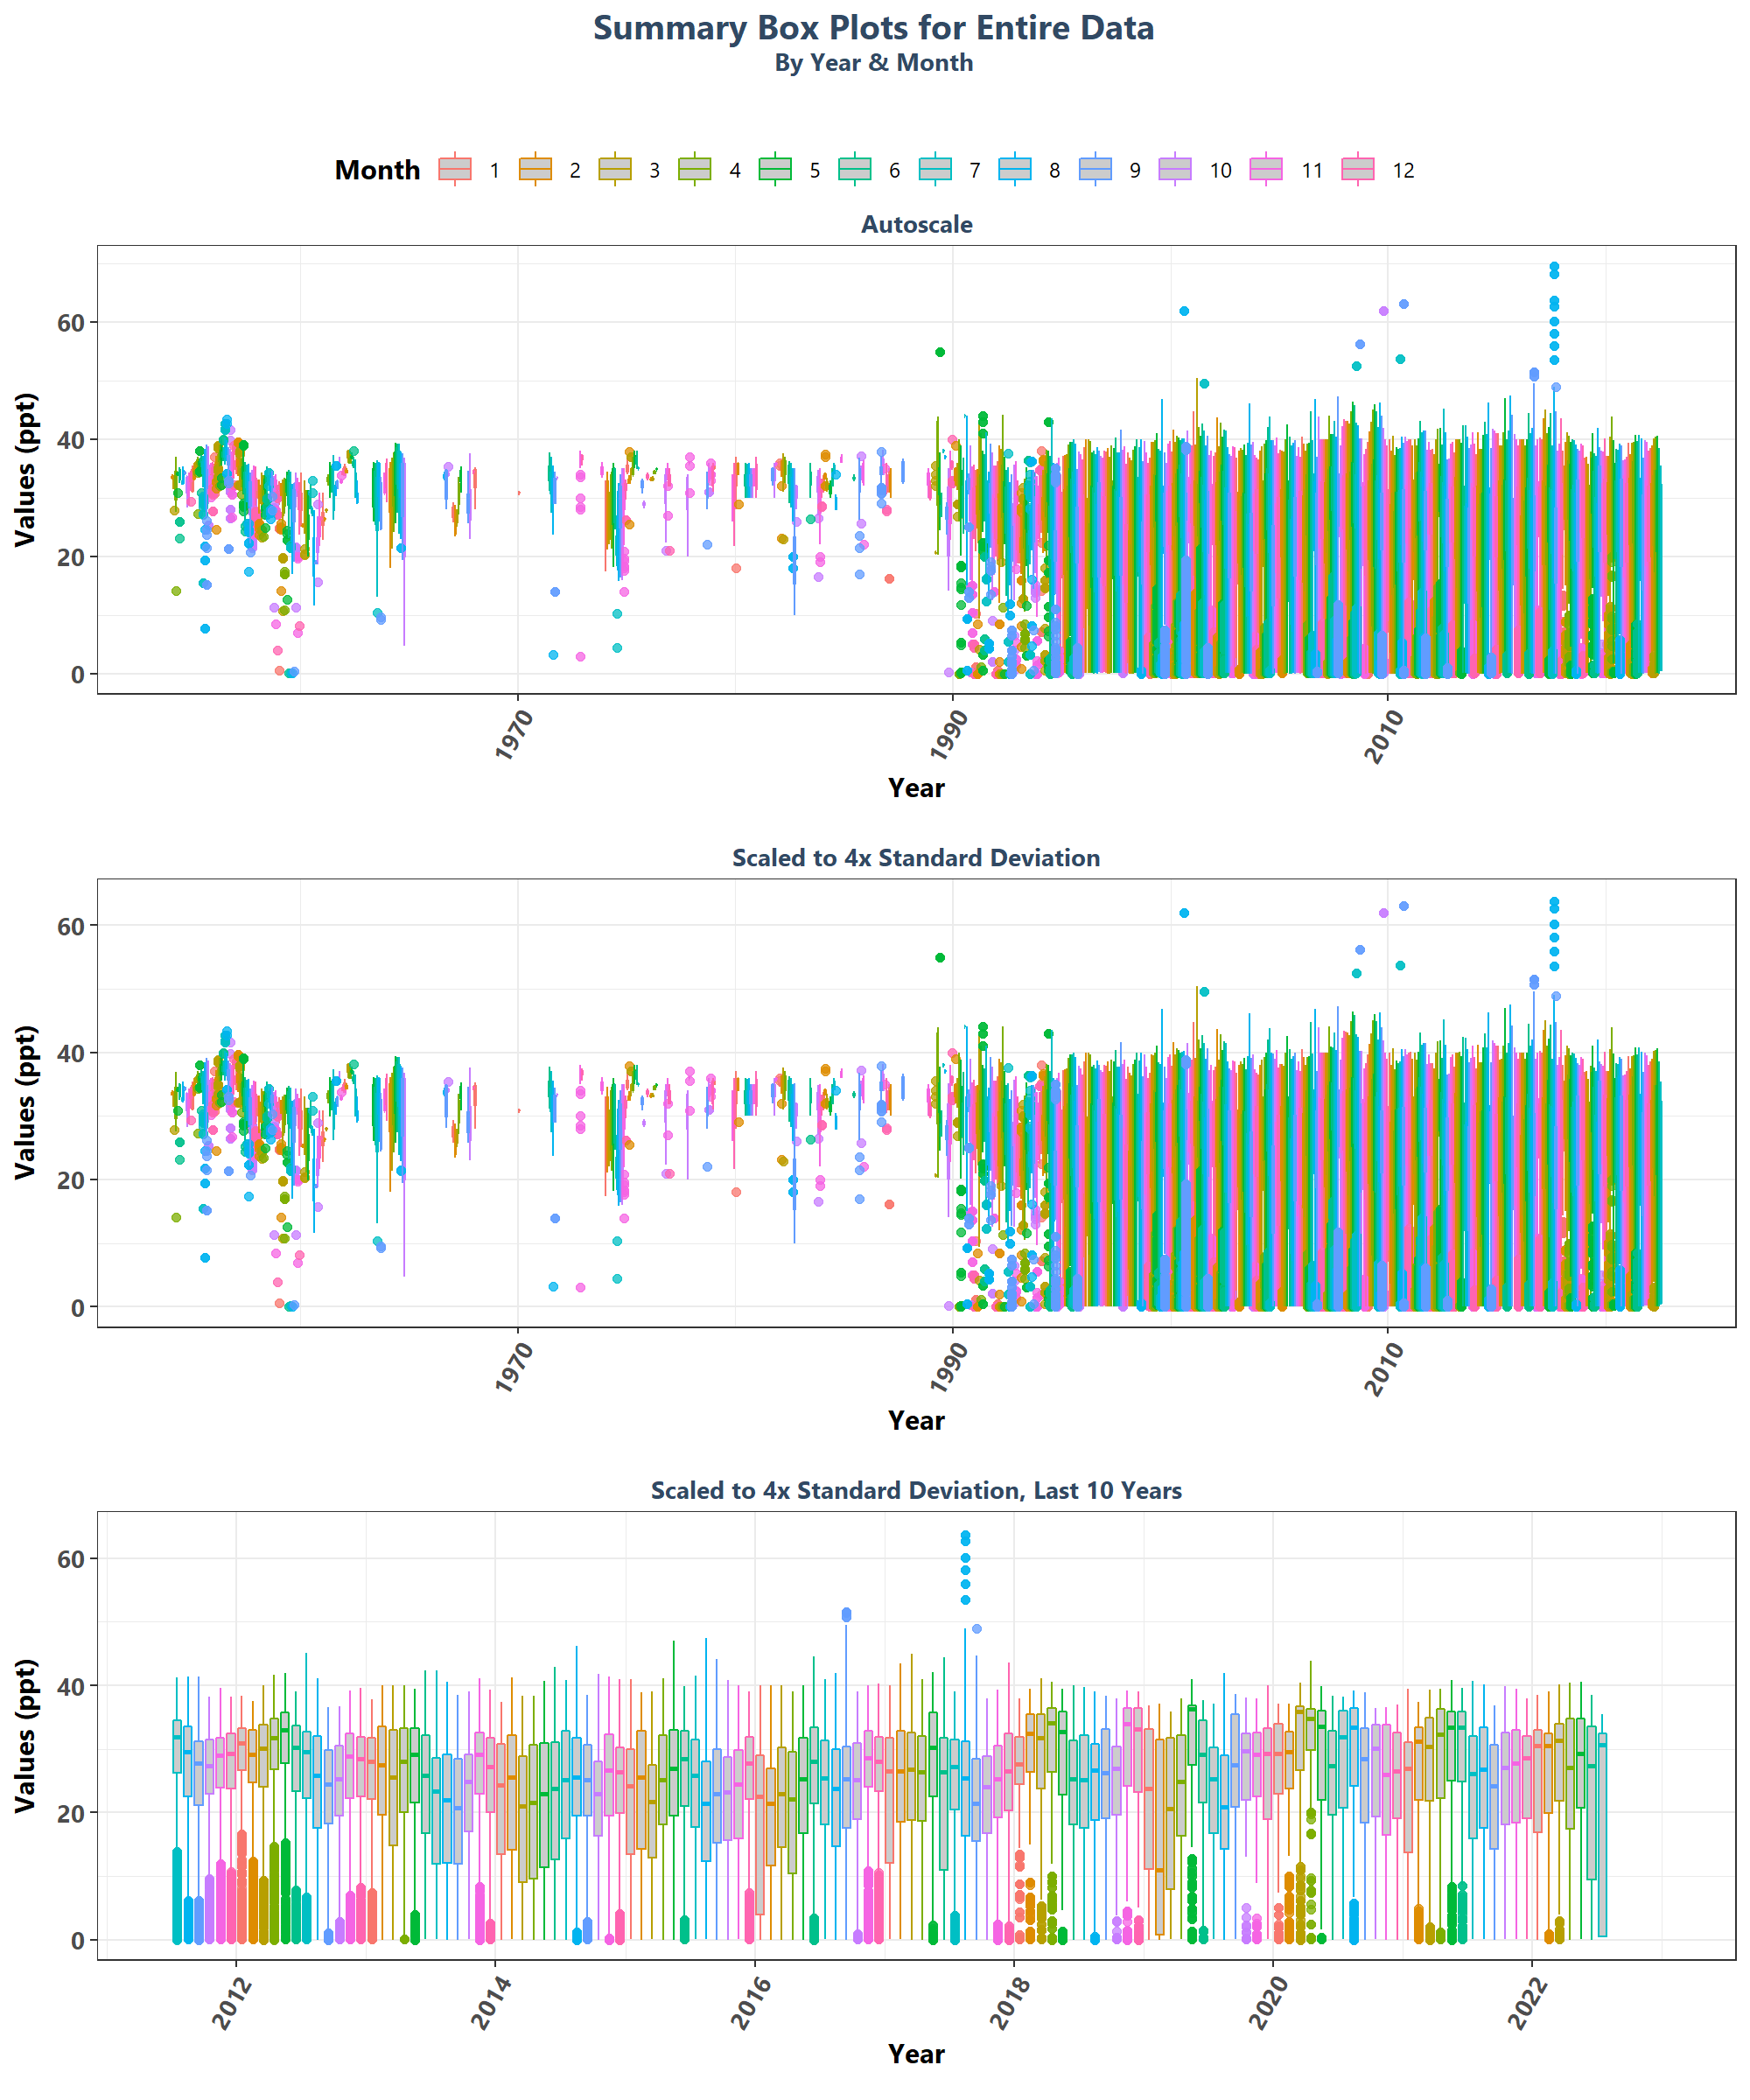 Summary Box Plots for Entire Data
By Year & Month
Month 1 2 3 4 5 6 7 8 9 10 11 12
Autoscale
Values (ppt)
60
40
20
0
1970 1990 2010
Year
Scaled to 4x Standard Deviation
Values (ppt)
60
40
20
0
1970 1990 2010
Year
Scaled to 4x Standard Deviation, Last 10 Years
Values (ppt)
60
40
20
0
2012 2014 2016 2018 2020 2022
Year